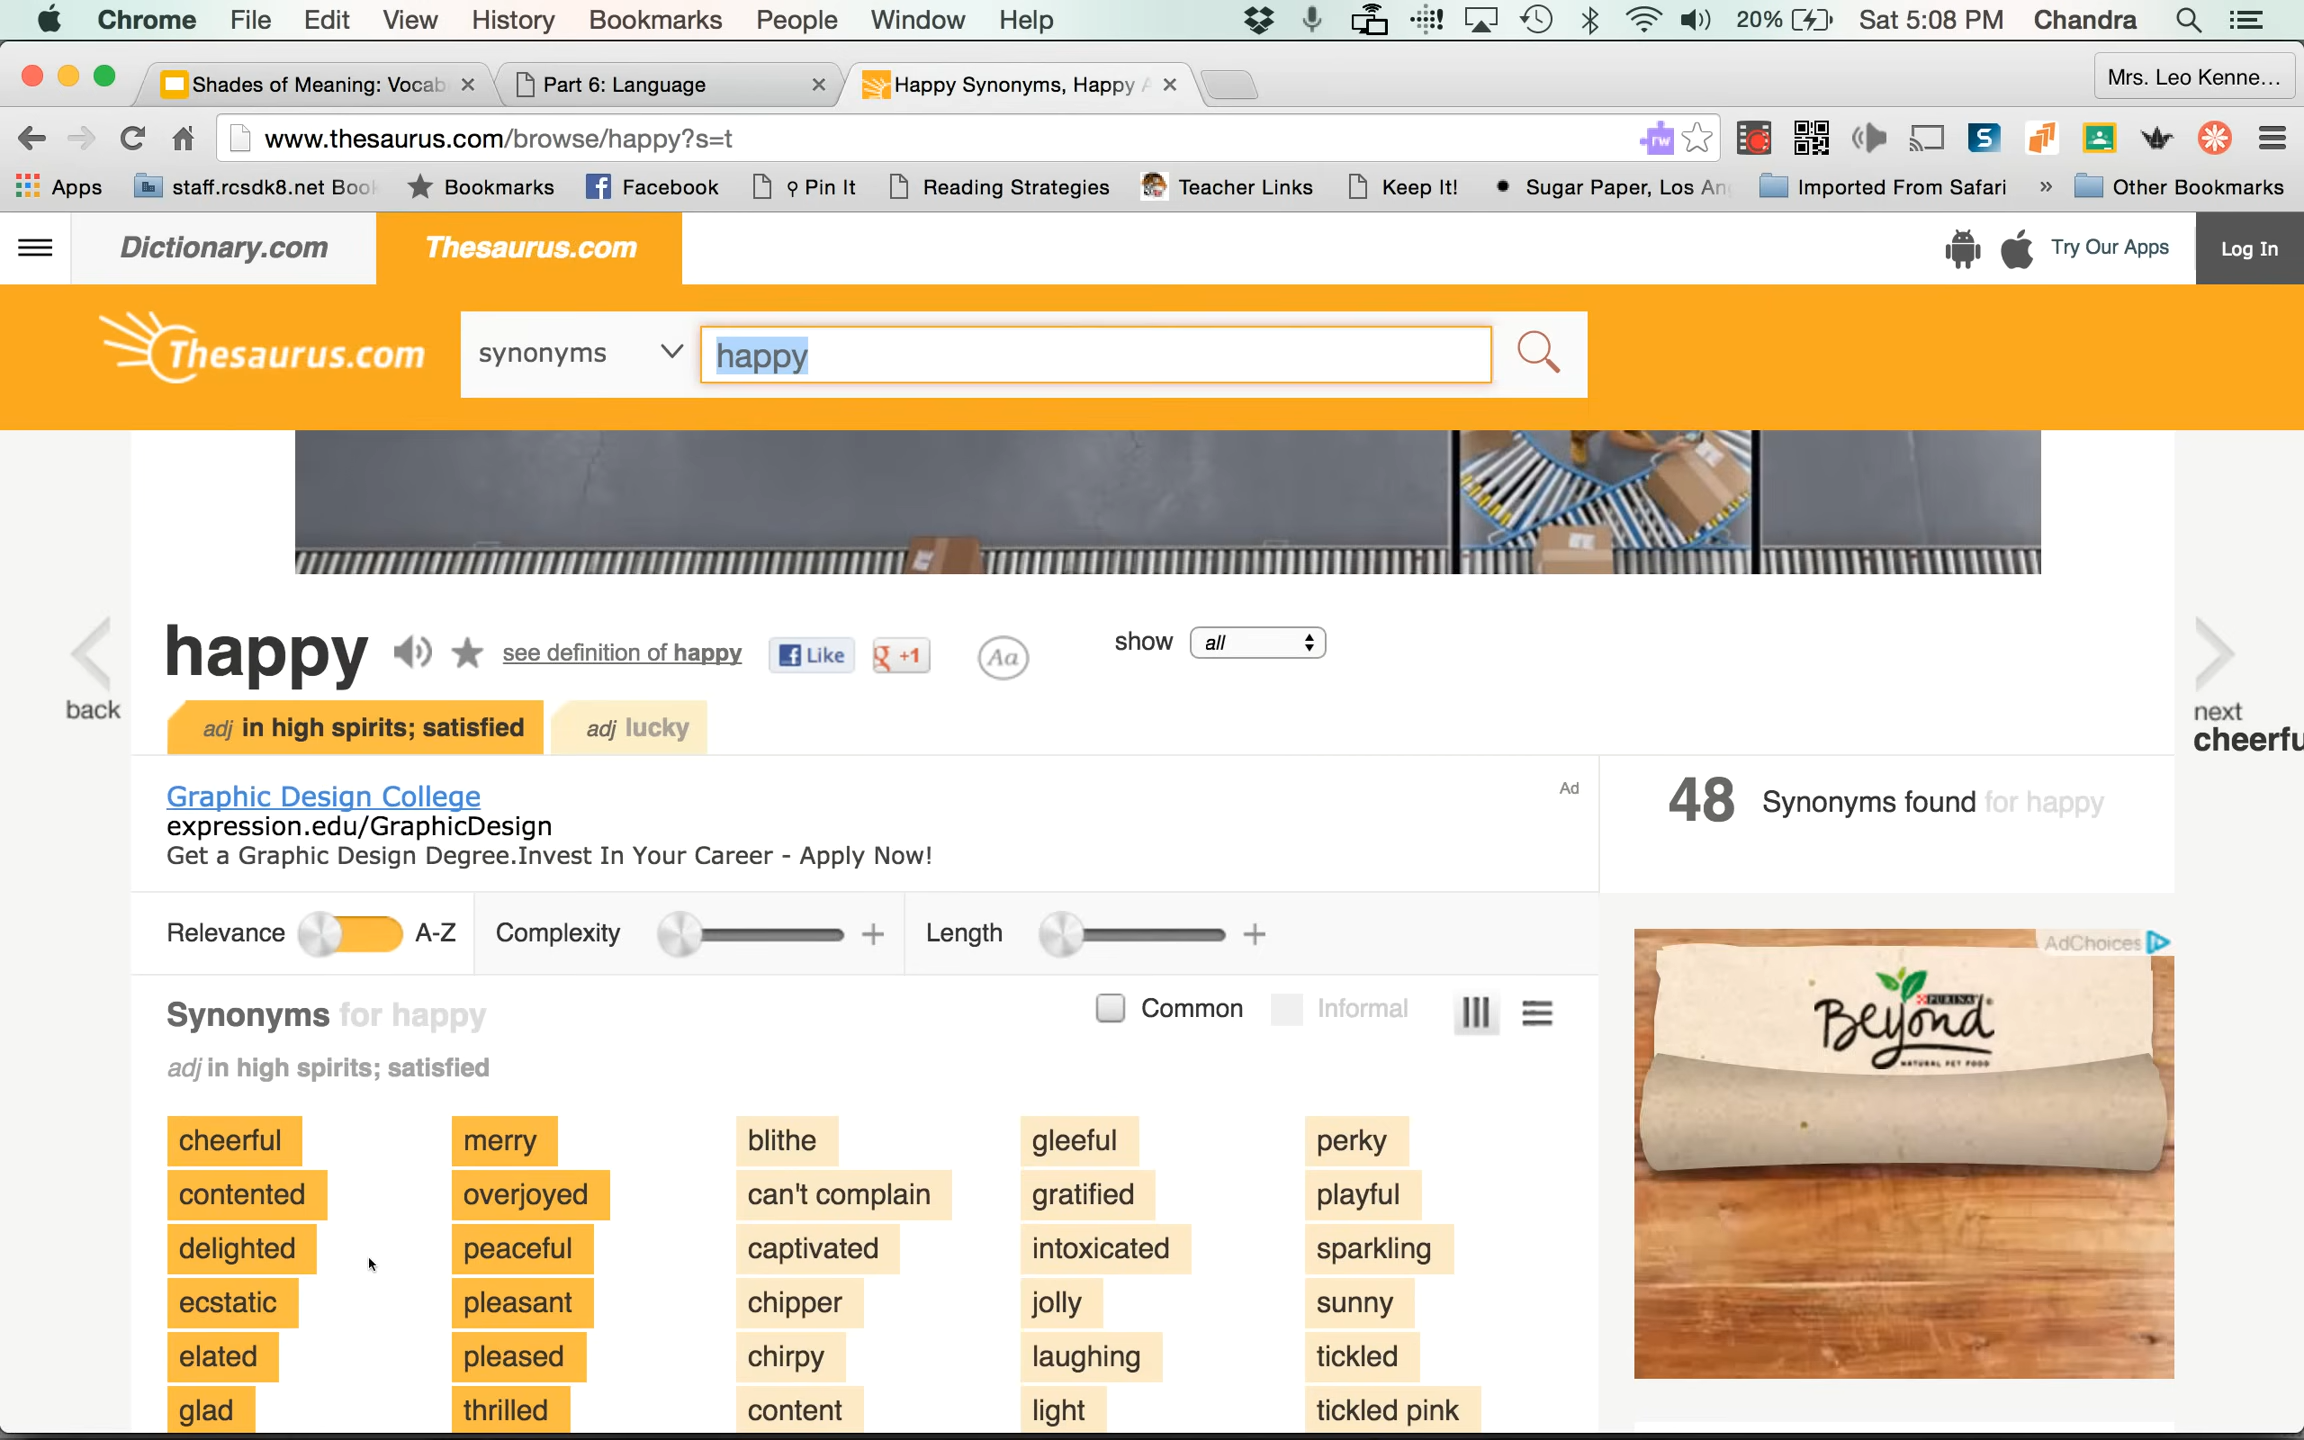 Chrome File Edit View History Bookmarks People Window Help 20% Sat 5:08 PM Chandra
Shades of Meaning: Vocab Part 6: Language Happy Synonyms, Happy A Mrs. Leo Kenne...
www.thesaurus.com/browse/happy?s=t rw S
Apps staff.rcsdk8.net Book Bookmarks Facebook Pin It Reading Strategies Teacher Links Keep It! Sugar Paper, Los An Imported From Safari » Other Bookmarks
Dictionary.com Thesaurus.com Try Our Apps Log In
Thesaurus.com synonyms happy
happy see definition of happy Like g +1 Aa show all
back
next
cheerfu
adj in high spirits; satisfied adj lucky
Graphic Design College Ad
expression.edu/GraphicDesign
Get a Graphic Design Degree.Invest In Your Career - Apply Now!
48 Synonyms found for happy
Relevance A-Z Complexity + Length +
AdChoices
PURINA
Beyond
NATURAL PET FOOD
Synonyms for happy Common Informal
adj in high spirits; satisfied
cheerful merry blithe gleeful perky
contented overjoyed can't complain gratified playful
delighted peaceful captivated intoxicated sparkling
ecstatic pleasant chipper jolly sunny
elated pleased chirpy laughing tickled
glad thrilled content light tickled pink